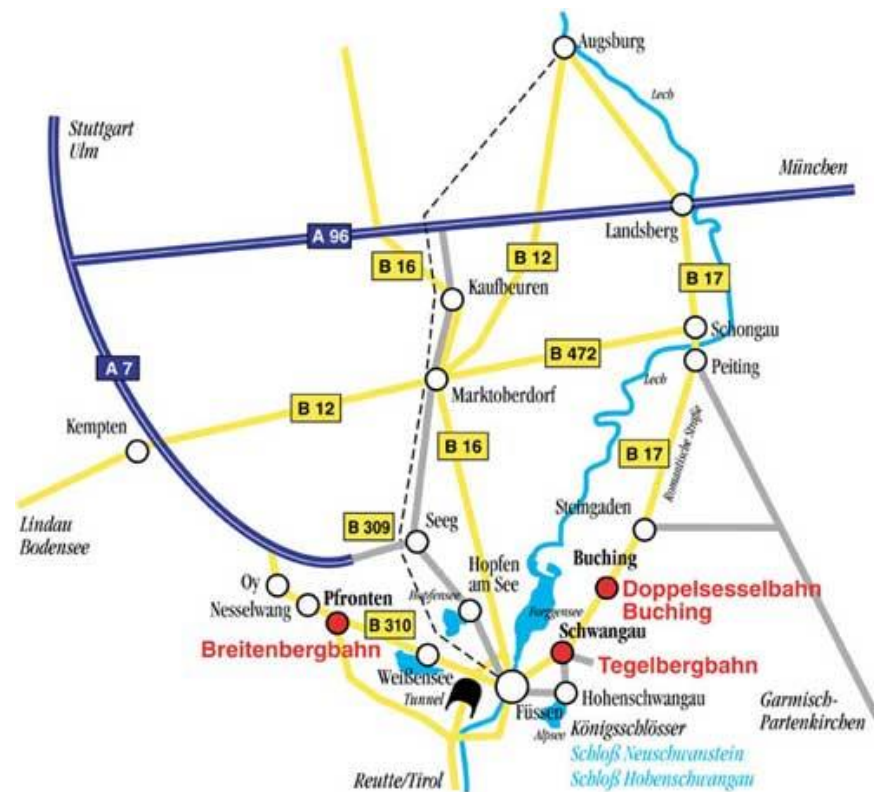 Augsburg
Lech
Stuttgart
Ulm
München
A 96
Landsberg
B 16
B 12
Kaufbeuren
B 17
Schongau
B 472
Peiting
A 7
Lech
Marktoberdorf
B 12
Kempten
B 16
B 17
Romantische Straße
Lindau
Bodensee
B 309
Seeg
Steingaden
Hopfen
am See
Buching
Oy
Nesselwang
Pfronten
Hopfensee
Forggensee
Doppelsesselbahn
Buching
B 310
Breitenbergbahn
Schwangau
Tegelbergbahn
Weißensee
Tunnel
Füssen
Hohenschwangau
Garmisch-
Partenkirchen
Alpsee
Königsschlösser
Schloß Neuschwanstein
Schloß Hohenschwangau
Reutte/Tirol